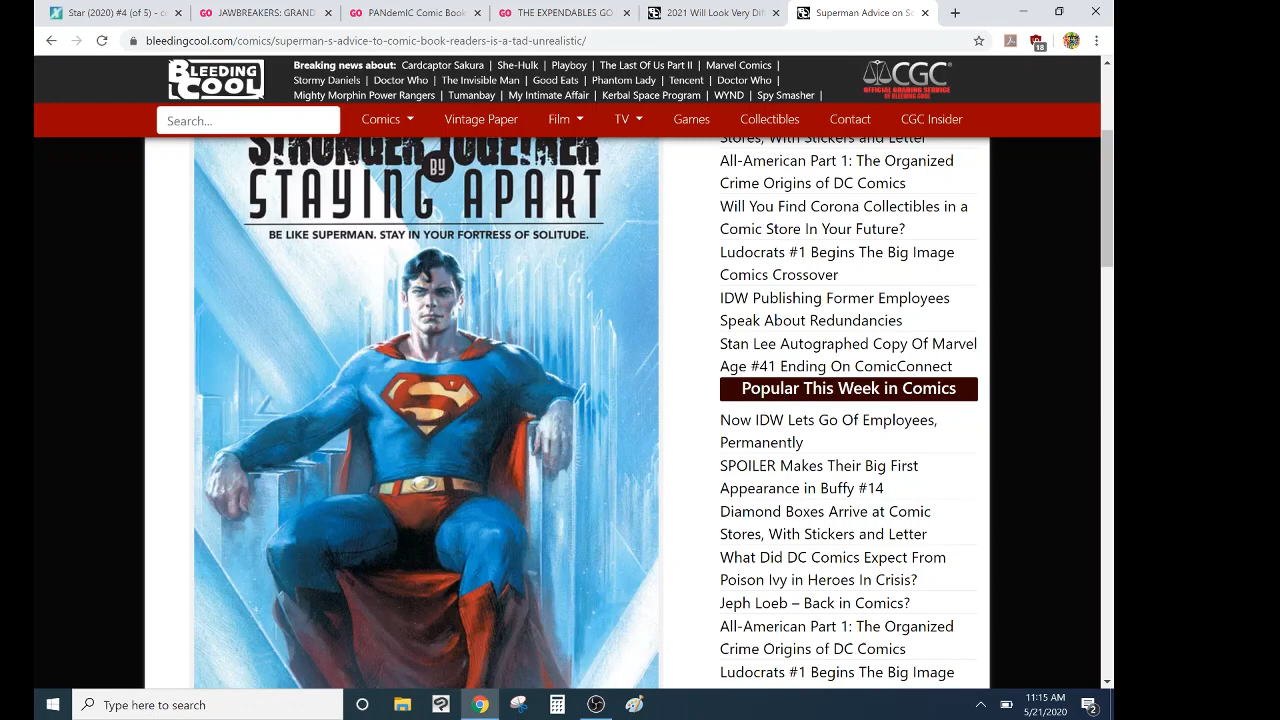 Star (2020) #4 (of 5) - c
JAWBREAKERS: GRAND
PANdemIC Comic Book
THE EXPENDABLES GO
2021 Will Look Very Dif
Superman Advice on Sc
bleedingcool.com/comics/superman-s-advice-to-comic-book-readers-is-a-tad-unrealistic/
18
BLEEDING COOL
Breaking news about: Cardcaptor Sakura | She-Hulk | Playboy | The Last Of Us Part II | Marvel Comics |
Stormy Daniels | Doctor Who | The Invisible Man | Good Eats | Phantom Lady | Tencent | Doctor Who |
Mighty Morphin Power Rangers | Tumanbay | My Intimate Affair | Kerbal Space Program | WYND | Spy Smasher |
CGC®
OFFICIAL GRADING SERVICE
OF BLEEDING COOL
Search...
Comics
Vintage Paper
Film
TV
Games
Collectibles
Contact
CGC Insider
STRONGER TOGETHER
BY
STAYING APART
BE LIKE SUPERMAN. STAY IN YOUR FORTRESS OF SOLITUDE.
S
Stores, With Stickers and Letter
All-American Part 1: The Organized
Crime Origins of DC Comics
Will You Find Corona Collectibles in a
Comic Store In Your Future?
Ludocrats #1 Begins The Big Image
Comics Crossover
IDW Publishing Former Employees
Speak About Redundancies
Stan Lee Autographed Copy Of Marvel
Age #41 Ending On ComicConnect
Popular This Week in Comics
Now IDW Lets Go Of Employees,
Permanently
SPOILER Makes Their Big First
Appearance in Buffy #14
Diamond Boxes Arrive at Comic
Stores, With Stickers and Letter
What Did DC Comics Expect From
Poison Ivy in Heroes In Crisis?
Jeph Loeb – Back in Comics?
All-American Part 1: The Organized
Crime Origins of DC Comics
Ludocrats #1 Begins The Big Image
Type here to search
11:15 AM
5/21/2020
2